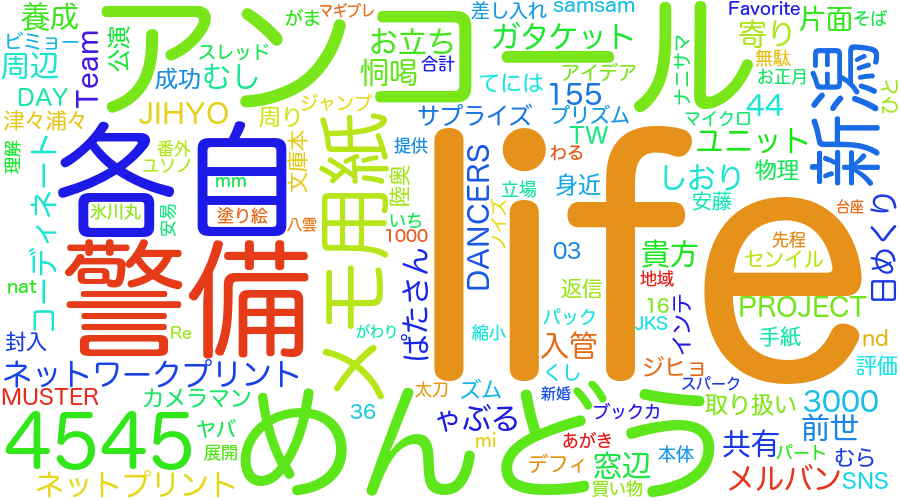 養成
アンコール
差し入れ
samsam
Favorite
片面
そば
マギブレ
がま
ビミョー
Team
公演
スレッド
お立ち
ガタケット
寄り
周辺
成功
むし
恫喝
合計
てには
アイデア
ナニサマ
無駄
お正月
新潟
DAY
JIHYO
周り
ジャンプ
サプライズ
155
プリズム
44
ひと
津々浦々
マイクロ
理解
コーディネート
各自
番外
ユソノ
文庫本
メモ用紙
提供
life
DANCERS
わる
TW
ユニット
物理
mm
陸奥
立場
身近
しおり
安藤
氷川丸
安易
塗り絵
八雲
いち
1000
ノイズ
03
貴方
先程
台座
日めくり
警備
nat
ぱたさん
センイル
返信
地域
16
インテ
PROJECT
Re
がわり
縮小
パック
JKS
手紙
nd
封入
入管
ネットワークプリント
くし
ジヒョ
評価
MUSTER
カメラマン
めんどう
太刀
ズム
新婚
スパーク
36
ゃぶる
ブックカ
取り扱い
3000
4545
ヤバ
展開
mi
あがき
前世
共有
パート
むら
デフィ
窓辺
本体
ネットプリント
買い物
メルバン
SNS